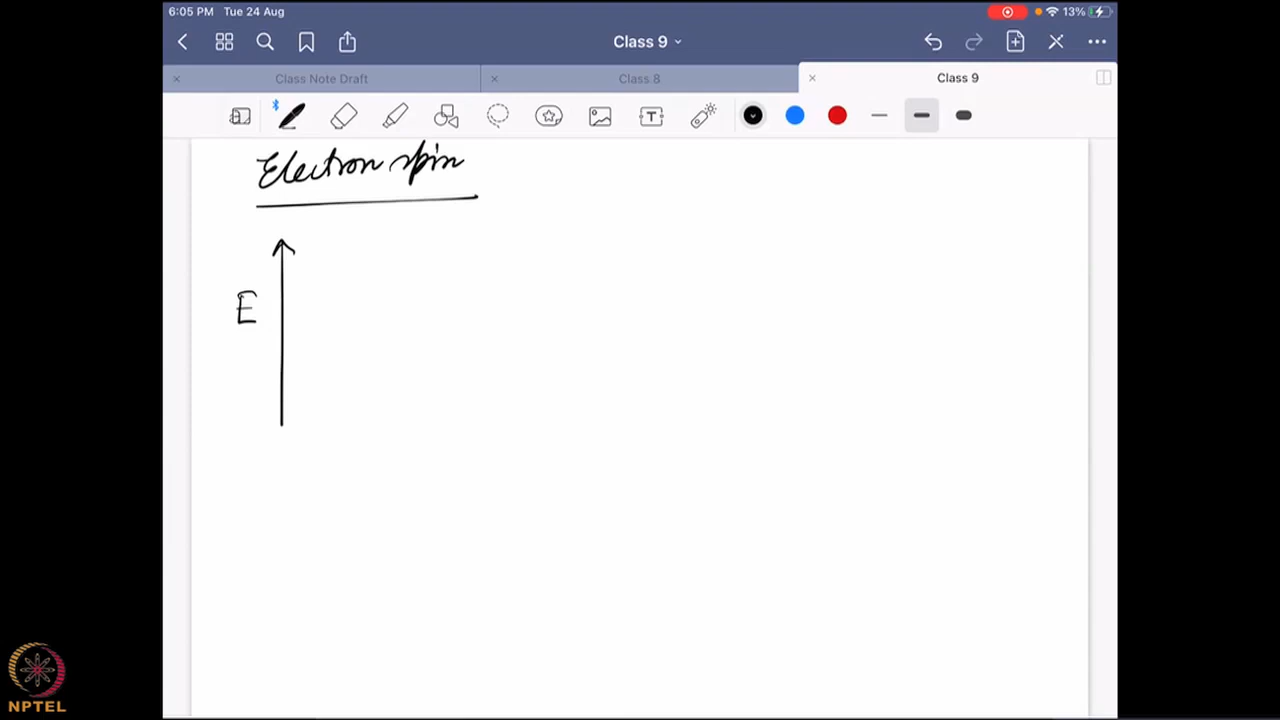 6:05 PM Tue 24 Aug 13%
Class 9
Class Note Draft Class 8 Class 9
T
Electron spin
E
NPTEL